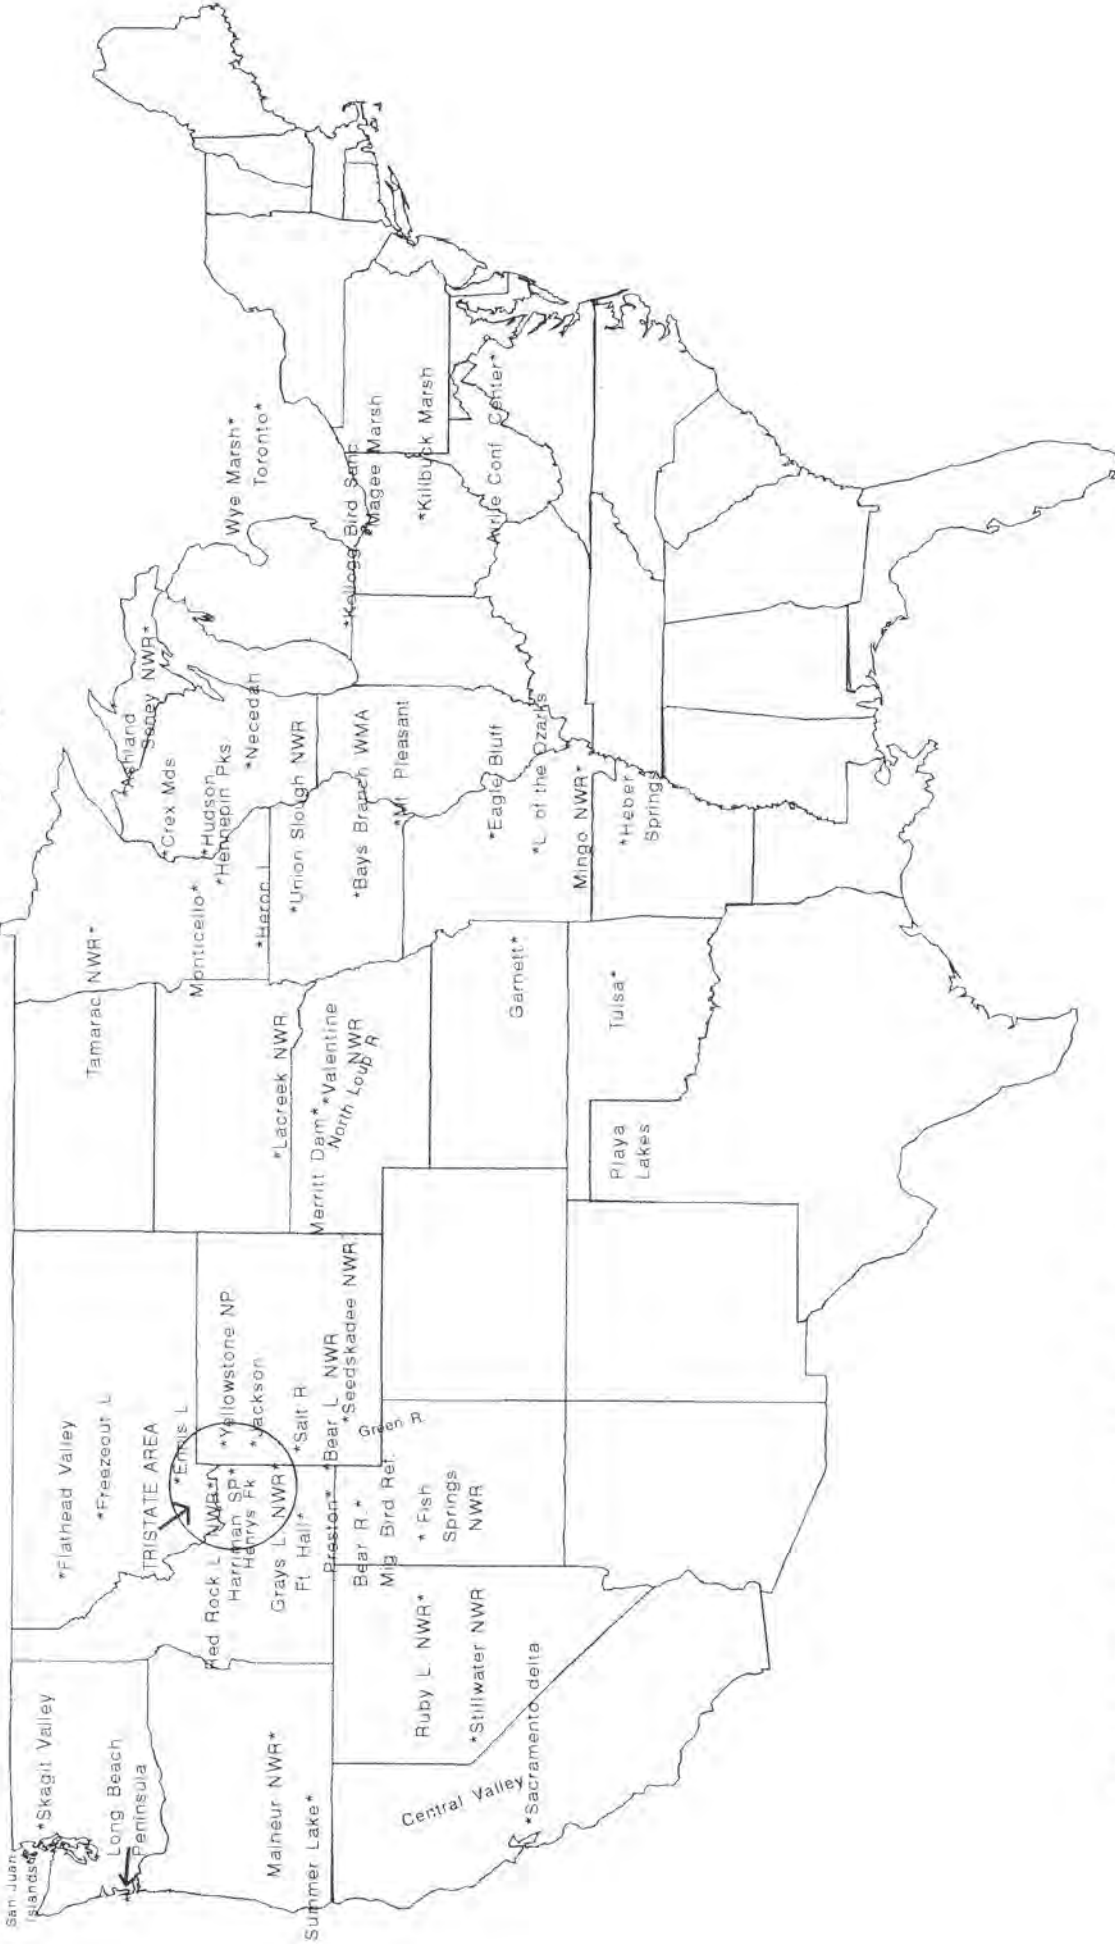 San Juan
Islands*
*Skagit Valley
Long Beach
Peninsula
Malheur NWR*
Summer Lake*
Central Valley
*Sacramento delta
Ruby L. NWR*
*Stillwater NWR
*Flathead Valley
*Freezeout L
TRISTATE AREA
*Ennis L
Red Rock L NWR*
Harriman SP*
Henrys Fk
Grays L. NWR*
Ft. Hall*
Preston*
Bear R.*
Mig Bird Ref.
* Fish
Springs
NWR
*Yellowstone NP
*Jackson
*Salt R
*Bear L. NWR
*Seedskadee NWR
Green R
*Lacreek NWR
Merritt Dam*
*Valentine
NWR
North Loup R
Playa
Lakes
Tulsa*
Garnett*
Tamarac NWR*
Monticello*
*Heron L
*Ashland
Seney NWR*
*Crex Mds
*Hudson
*Hennepin Pks
*Necedah
*Union Slough NWR
*Bays Branch WMA
*Mt Pleasant
*Eagle Bluff
*L. of the Ozarks
Mingo NWR*
*Heber
Springs
Wye Marsh*
Toronto*
*Kellogg Bird Sanc
*Magee Marsh
*Killbuck Marsh
Airlie Conf. Center*